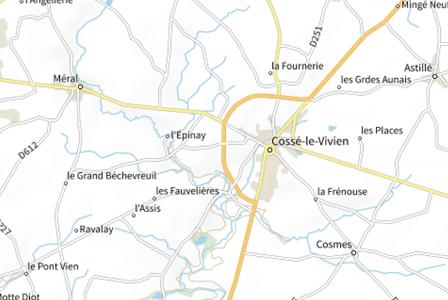 l'Angellerie
Mingé Neuf
D251
la Fournerie
Astillé
Méral
les Grdes Aunais
l'Épinay
les Places
Cossé-le-Vivien
D612
le Grand Béchevreuil
les Fauvelières
la Frénouse
l'Assis
Ravalay
Cosmes
le Pont Vien
Motte Diot